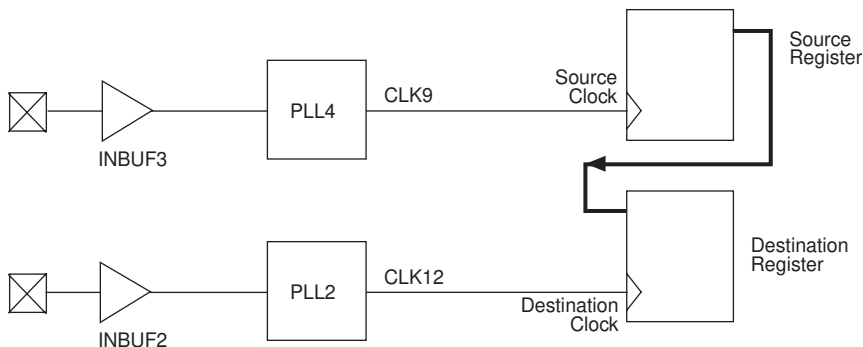 Source
Register
Source
Clock
CLK9
PLL4
INBUF3
Destination
Register
CLK12
PLL2
Destination
Clock
INBUF2